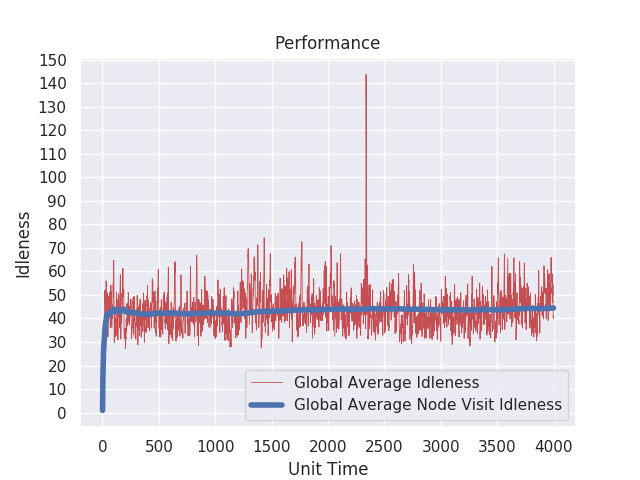 Performance
150
140
130
120
110
100
90
80
70
60
50
40
30
20
10
0
Idleness
Global Average Idleness
Global Average Node Visit Idleness
0 500 1000 1500 2000 2500 3000 3500 4000
Unit Time